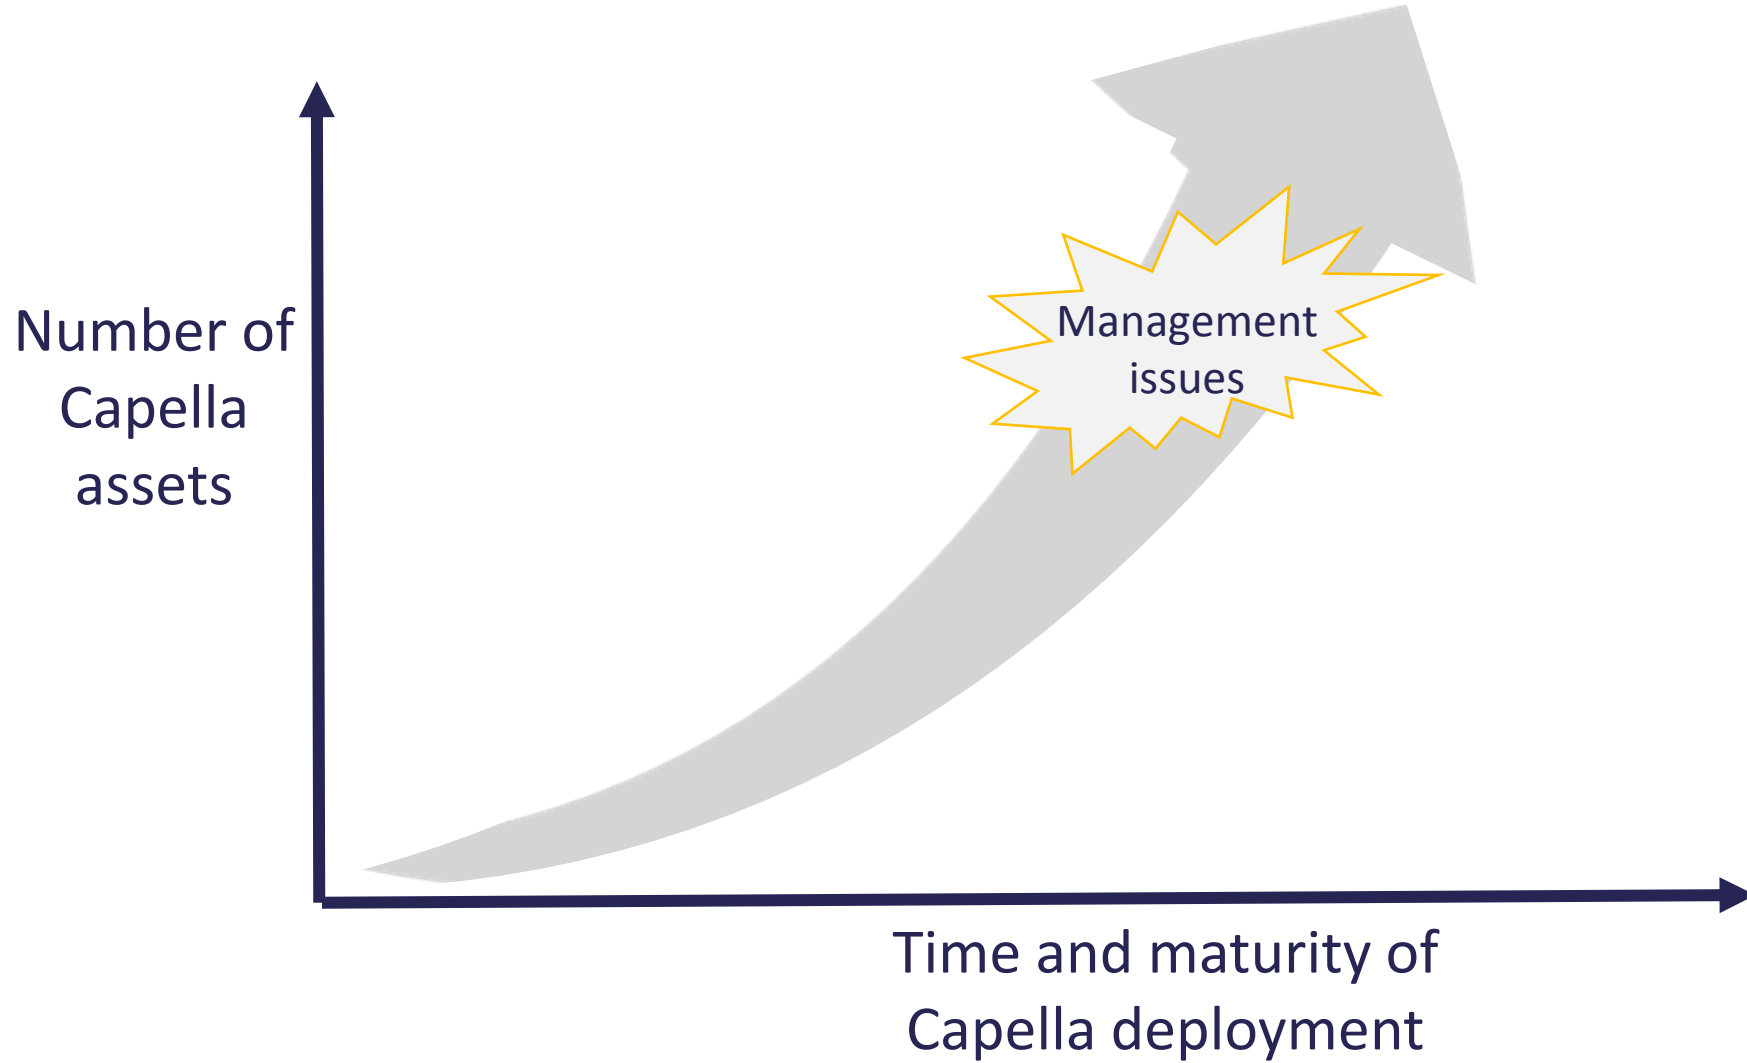 Number of
Capella
assets
Management
issues
Time and maturity of
Capella deployment